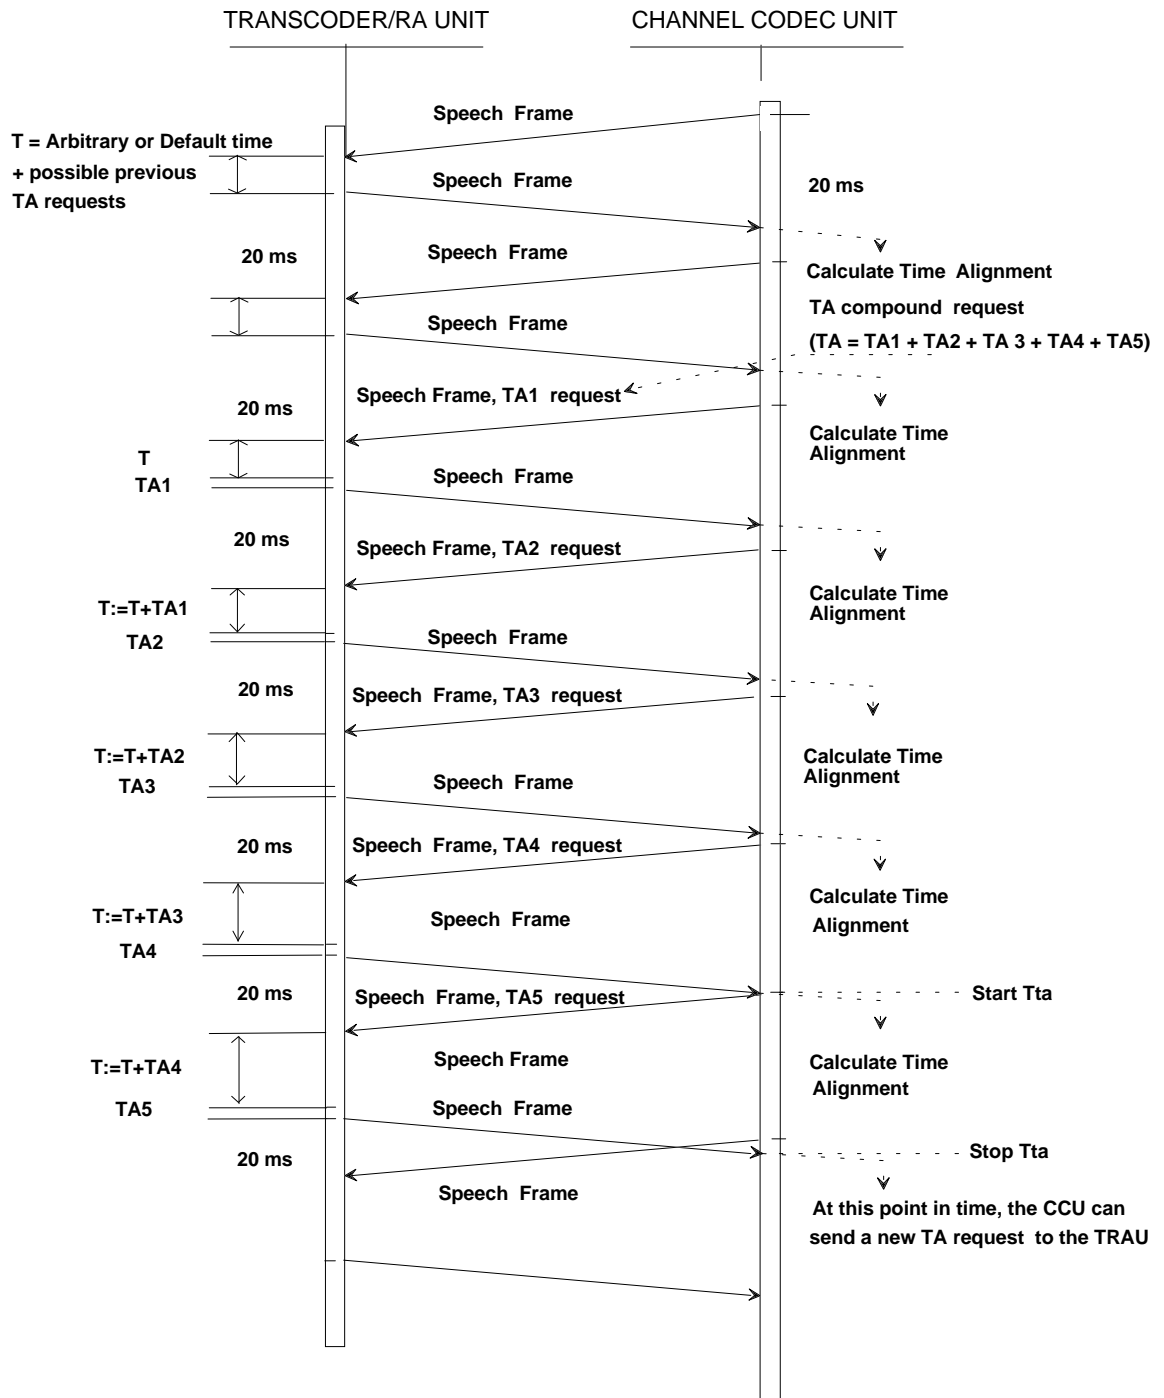 TRANSCODER/RA UNIT
CHANNEL CODEC UNIT
Speech Frame
T = Arbitrary or Default time
+ possible previous
TA requests
Speech Frame
20 ms
20 ms
Speech Frame
Calculate Time Alignment
TA compound request
(TA = TA1 + TA2 + TA 3 + TA4 + TA5)
Speech Frame
Speech Frame, TA1 request
20 ms
Calculate Time
Alignment
T
TA1
Speech Frame
20 ms
Speech Frame, TA2 request
Calculate Time
Alignment
T:=T+TA1
TA2
Speech Frame
20 ms
Speech Frame, TA3 request
T:=T+TA2
TA3
Calculate Time
Alignment
Speech Frame
20 ms
Speech Frame, TA4 request
Calculate Time
Alignment
T:=T+TA3
TA4
Speech Frame
20 ms
Speech Frame, TA5 request
Start Tta
T:=T+TA4
Speech Frame
Calculate Time
Alignment
TA5
Speech Frame
20 ms
Stop Tta
Speech Frame
At this point in time, the CCU can
send a new TA request to the TRAU